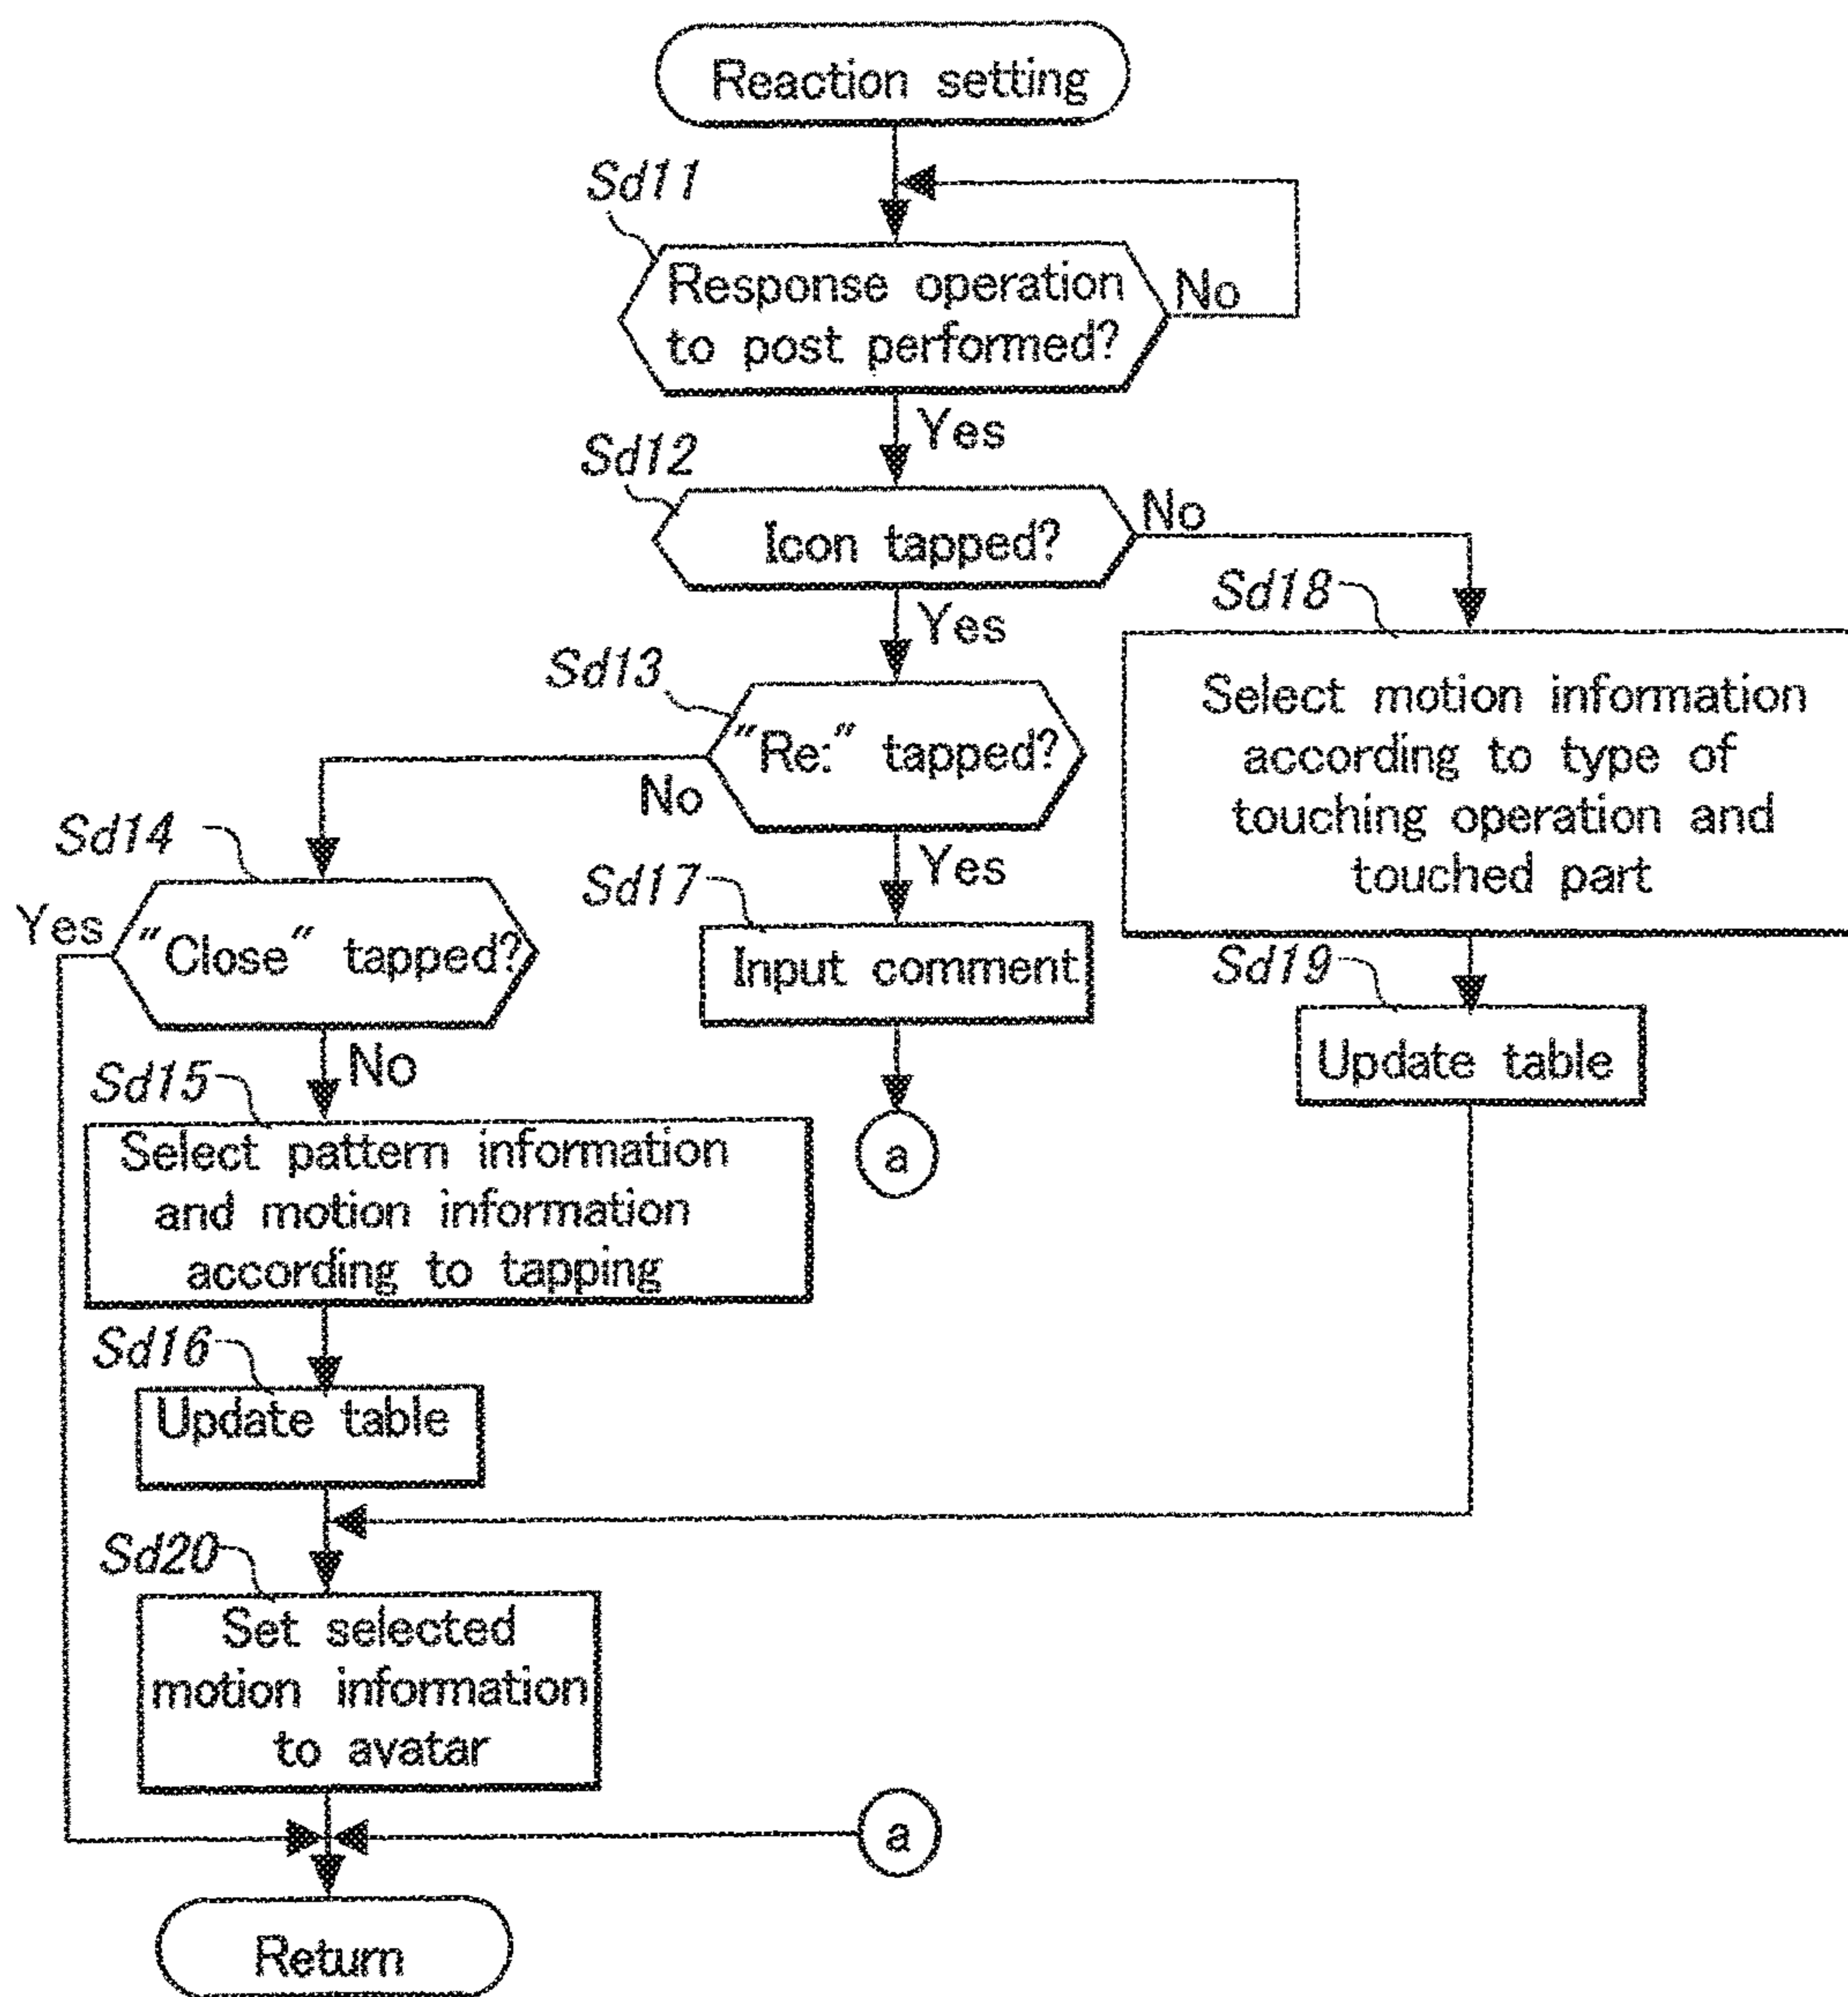 Reaction setting
Sd11
Response operation
to post performed?
No
Yes
Sd12
Icon tapped?
No
Yes
Sd18
Select motion information
according to type of
touching operation and
touched part
Sd13
"Re:" tapped?
No
Yes
Sd14
"Close" tapped?
Yes
No
Sd17
Input comment
a
Sd19
Update table
Sd15
Select pattern information
and motion information
according to tapping
Sd16
Update table
Sd20
Set selected
motion information
to avatar
a
Return